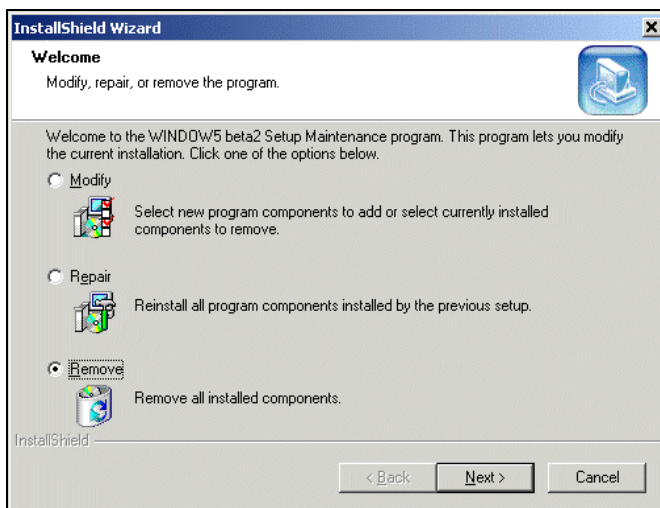 InstallShield Wizard
Welcome
Modify, repair, or remove the program.
Welcome to the WINDOW5 beta2 Setup Maintenance program. This program lets you modify
the current installation. Click one of the options below.
Modify
Select new program components to add or select currently installed
components to remove.
Repair
Reinstall all program components installed by the previous setup.
Remove
Remove all installed components.
InstallShield
< Back
Next >
Cancel